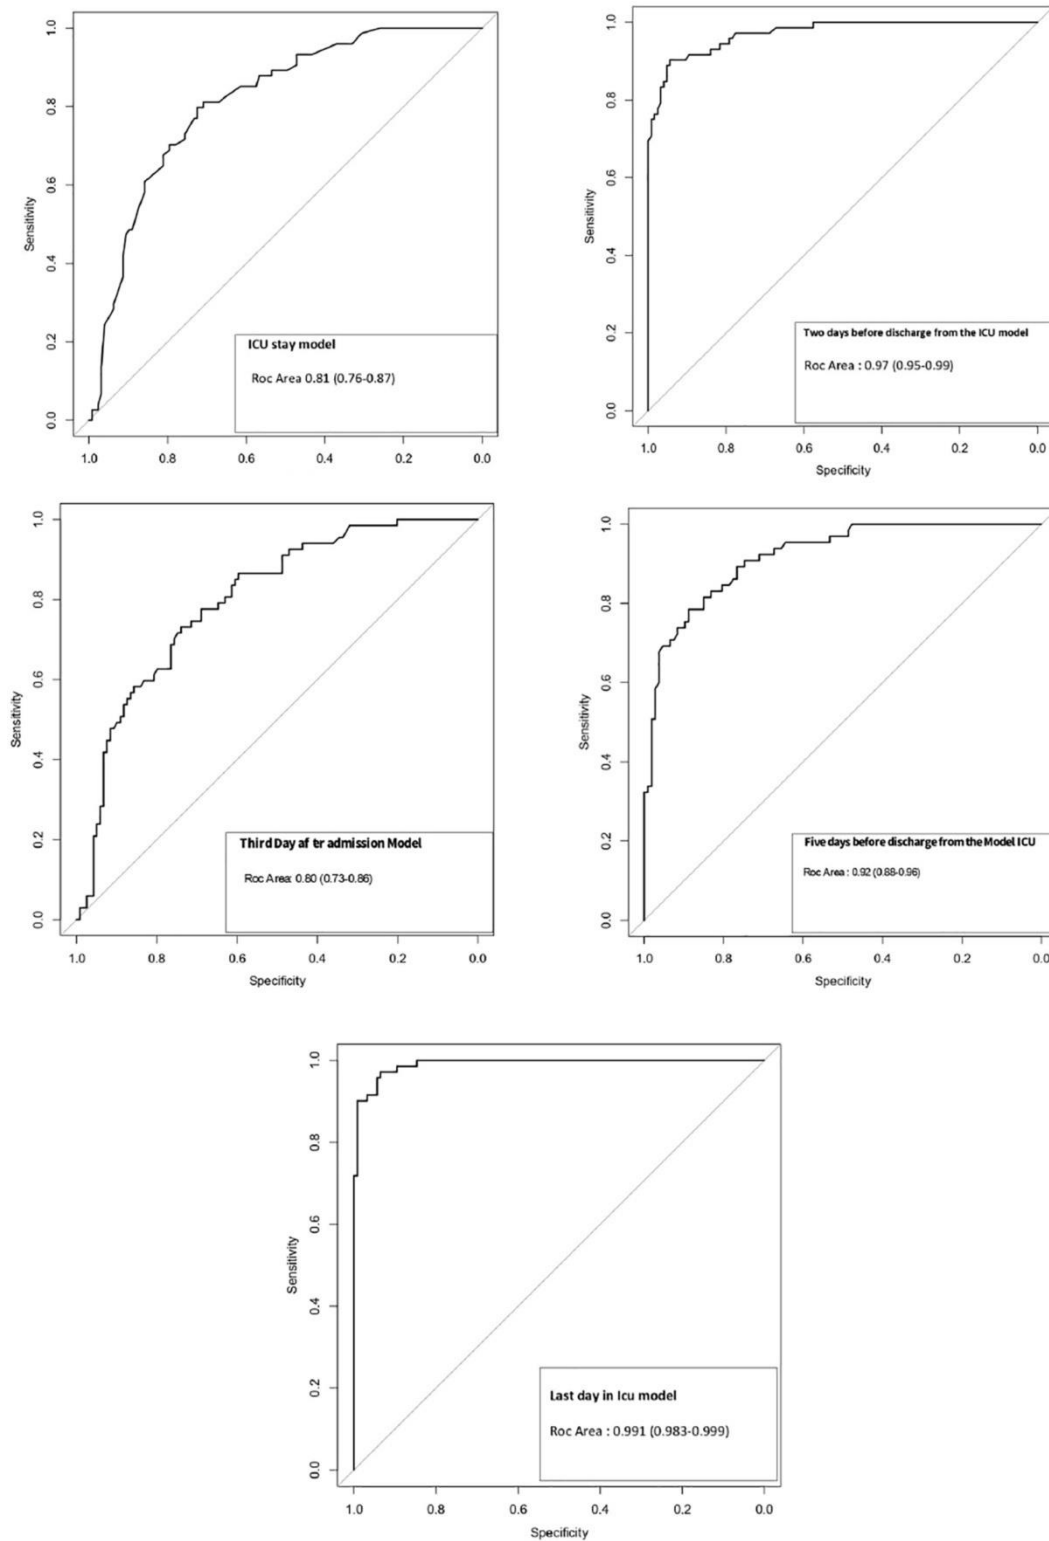 1.0
0.8
0.6
0.4
0.2
0.0
Sensitivity
ICU stay model
Roc Area 0.81 (0.76-0.87)
1.0 0.8 0.6 0.4 0.2 0.0
1.0
0.8
0.6
0.4
0.2
0.0
Sensitivity
Two days before discharge from the ICU model
Roc Area : 0.97 (0.95-0.99)
1.0 0.8 0.6 0.4 0.2 0.0
Specificity
1.0
0.8
0.6
0.4
0.2
0.0
Sensitivity
Third Day after admission Model
Roc Area: 0.80 (0.73-0.86)
1.0 0.8 0.6 0.4 0.2 0.0
Specificity
1.0
0.8
0.6
0.4
0.2
0.0
Sensitivity
Five days before discharge from the Model ICU
Roc Area : 0.92 (0.88-0.96)
1.0 0.8 0.6 0.4 0.2 0.0
Specificity
1.0
0.8
0.6
0.4
0.2
0.0
Sensitivity
Last day in Icu model
Roc Area : 0.991 (0.983-0.999)
1.0 0.8 0.6 0.4 0.2 0.0
Specificity